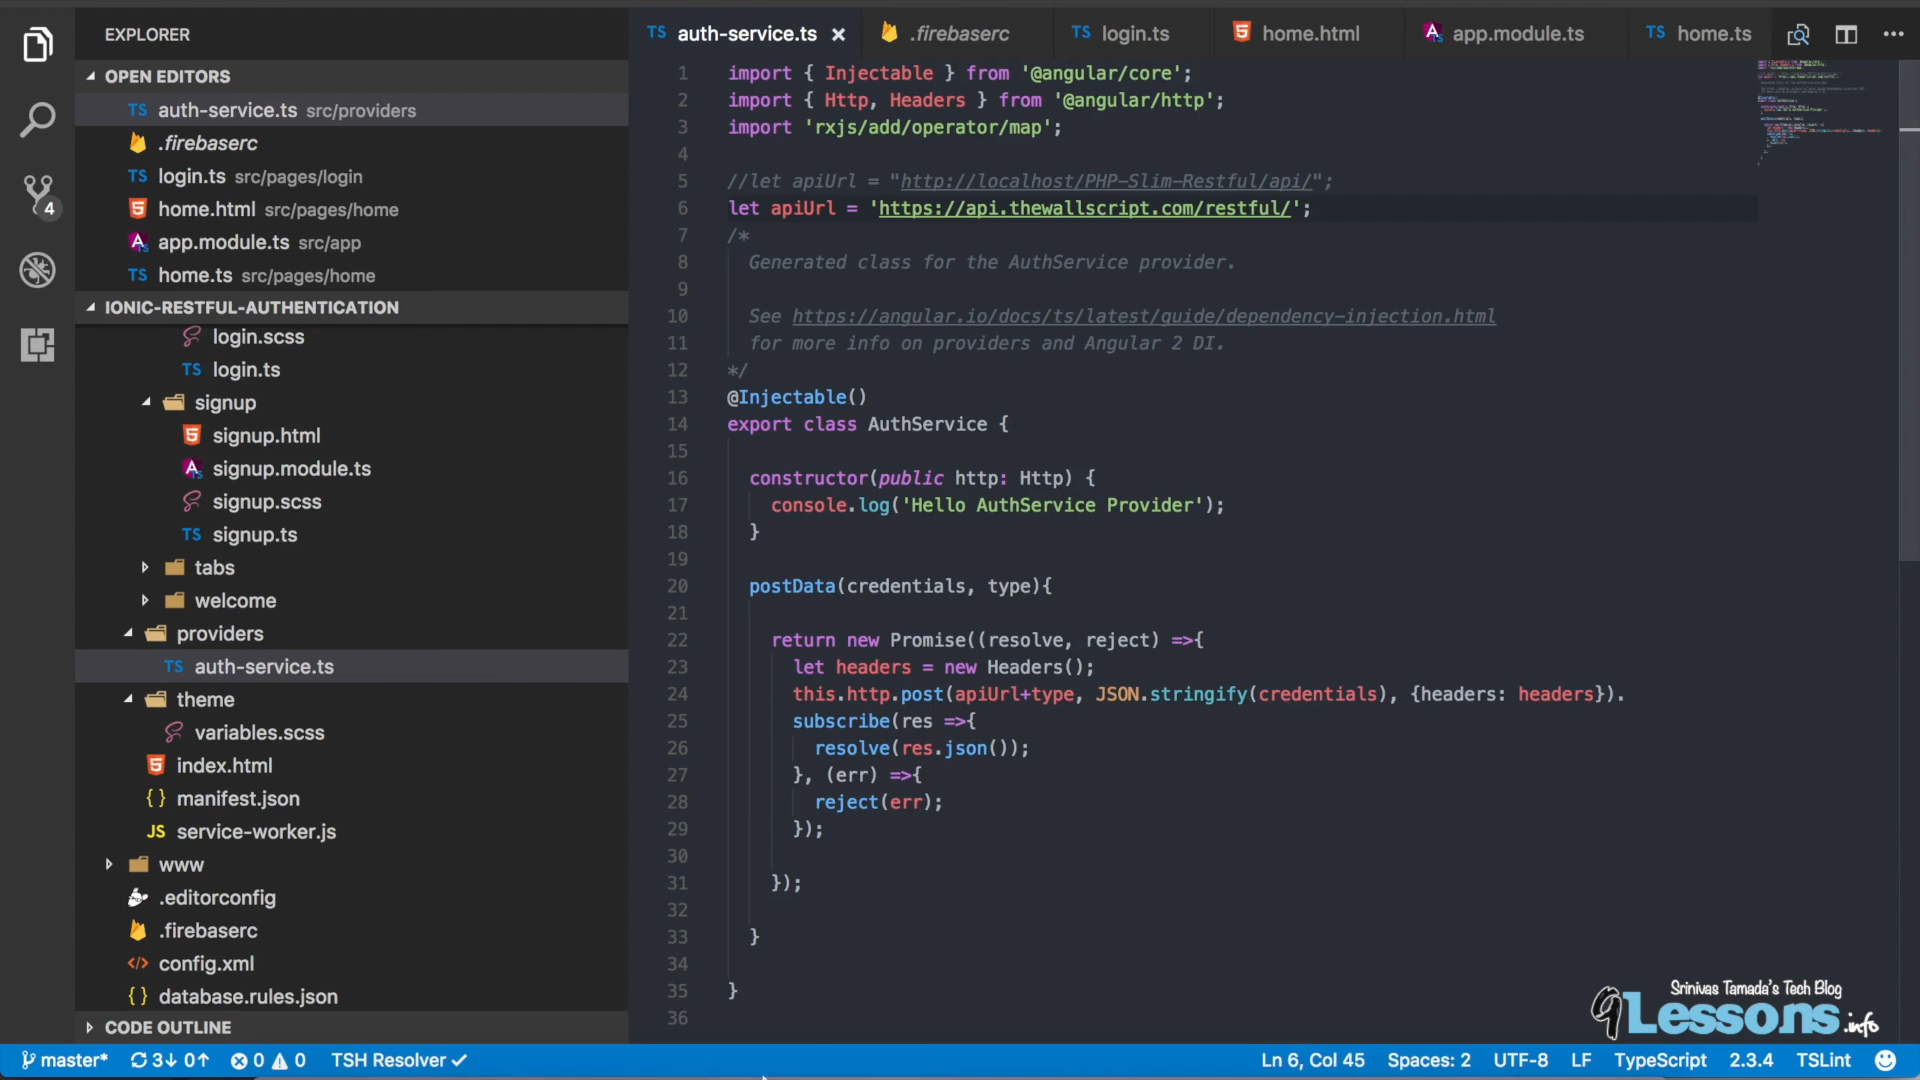 EXPLORER
OPEN EDITORS
TS auth-service.ts src/providers
.firebaserc
TS login.ts src/pages/login
home.html src/pages/home
app.module.ts src/app
TS home.ts src/pages/home
IONIC-RESTFUL-AUTHENTICATION
login.scss
TS login.ts
signup
signup.html
signup.module.ts
signup.scss
TS signup.ts
tabs
welcome
providers
TS auth-service.ts
theme
variables.scss
index.html
{ } manifest.json
JS service-worker.js
www
.editorconfig
.firebaserc
config.xml
{ } database.rules.json
CODE OUTLINE
4
TS auth-service.ts × .firebaserc TS login.ts home.html app.module.ts TS home.ts
1 import { Injectable } from '@angular/core';
2 import { Http, Headers } from '@angular/http';
3 import 'rxjs/add/operator/map';
4
5 //let apiUrl = "http://localhost/PHP-Slim-Restful/api/";
6 let apiUrl = 'https://api.thewallscript.com/restful/';
7 /*
8 Generated class for the AuthService provider.
9
10 See https://angular.io/docs/ts/latest/guide/dependency-injection.html
11 for more info on providers and Angular 2 DI.
12 */
13 @Injectable()
14 export class AuthService {
15
16 constructor(public http: Http) {
17 console.log('Hello AuthService Provider');
18 }
19
20 postData(credentials, type){
21
22 return new Promise((resolve, reject) =>{
23 let headers = new Headers();
24 this.http.post(apiUrl+type, JSON.stringify(credentials), {headers: headers}).
25 subscribe(res =>{
26 resolve(res.json());
27 }, (err) =>{
28 reject(err);
29 });
30
31 });
32
33 }
34
35 }
36
Srinivas Tamada's Tech Blog
9Lessons.info
master* 3↓ 0↑ 0 0 TSH Resolver ✓ Ln 6, Col 45 Spaces: 2 UTF-8 LF TypeScript 2.3.4 TSLint